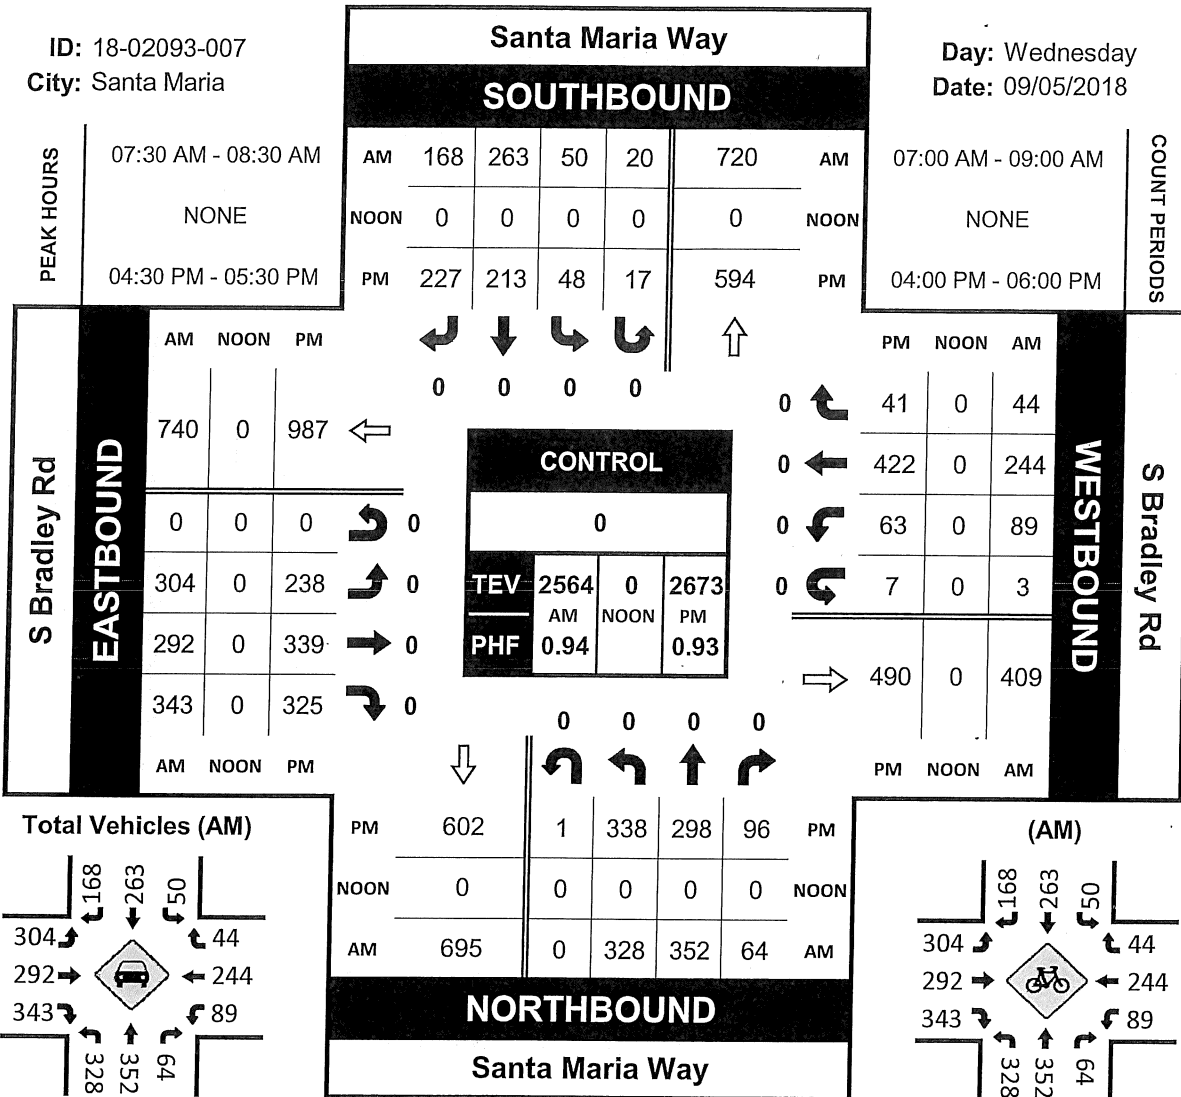 Santa Maria Way
ID: 18-02093-007
Day: Wednesday
City: Santa Maria
Date: 09/05/2018
SOUTHBOUND
PEAK HOURS
07:30 AM - 08:30 AM
NONE
04:30 PM - 05:30 PM
AM 168 263 50 20 720 AM
NOON 0 0 0 0 0 NOON
PM 227 213 48 17 594 PM
07:00 AM - 09:00 AM
NONE
04:00 PM - 06:00 PM
COUNT PERIODS
0 0 0 0
S Bradley Rd
EASTBOUND
AM NOON PM
740 0 987
0 0 0 0
304 0 238 0
292 0 339 0
343 0 325 0
AM NOON PM
CONTROL
0
TEV 2564 0 2673
AM NOON PM
PHF 0.94 0.93
PM NOON AM
0 41 0 44
0 422 0 244
0 63 0 89
0 7 0 3
490 0 409
PM NOON AM
WESTBOUND
S Bradley Rd
0 0 0 0
PM 602 1 338 298 96 PM
NOON 0 0 0 0 0 NOON
AM 695 0 328 352 64 AM
NORTHBOUND
Santa Maria Way
Total Vehicles (AM)
168 263 50
304 44
292 244
343 89
328 352 64
(AM)
168 263 50
304 44
292 244
343 89
328 352 64